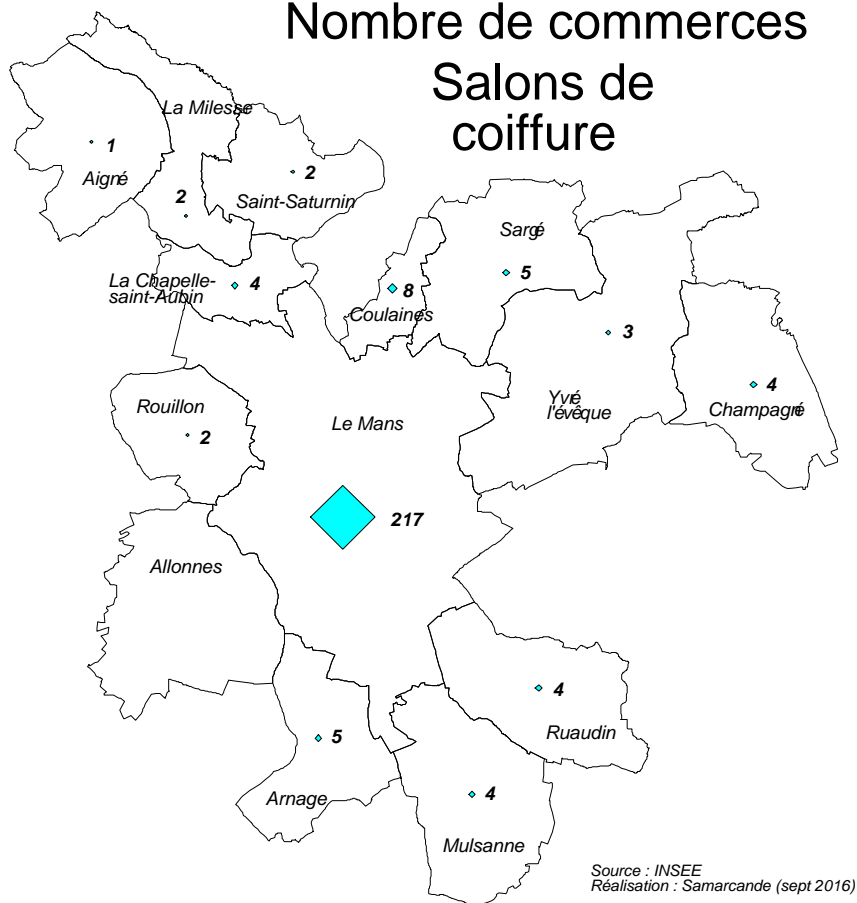 Nombre de commerces
Salons de
coiffure
La Milesse
1
Aigné
2
Saint-Saturnin
2
Sargé
5
La Chapelle-
saint-Aubin
4
8
Coulaines
3
Yvré
l'évêque
4
Champagné
Rouillon
2
Le Mans
217
Allonnes
4
Ruaudin
5
Arnage
4
Mulsanne
Source : INSEE
Réalisation : Samarcande (sept 2016)